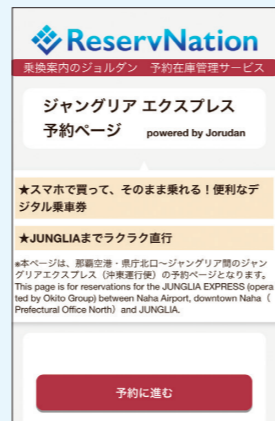 ReservNation
乗換案内のジョルダン 予約在庫管理サービス
ジャングリア エクスプレス
予約ページ powered by Jorudan
★スマホで買って、そのまま乗れる！便利なデ
ジタル乗車券
★JUNGLIAまでラクラク直行
※本ページは、那覇空港・県庁北口～ジャングリア間のジャン
グリアエクスプレス（沖東運行便）の予約ページとなります。
This page is for reservations for the JUNGLIA EXPRESS (opera
ted by Okito Group) between Naha Airport, downtown Naha（
Prefectural Office North）and JUNGLIA.
予約に進む